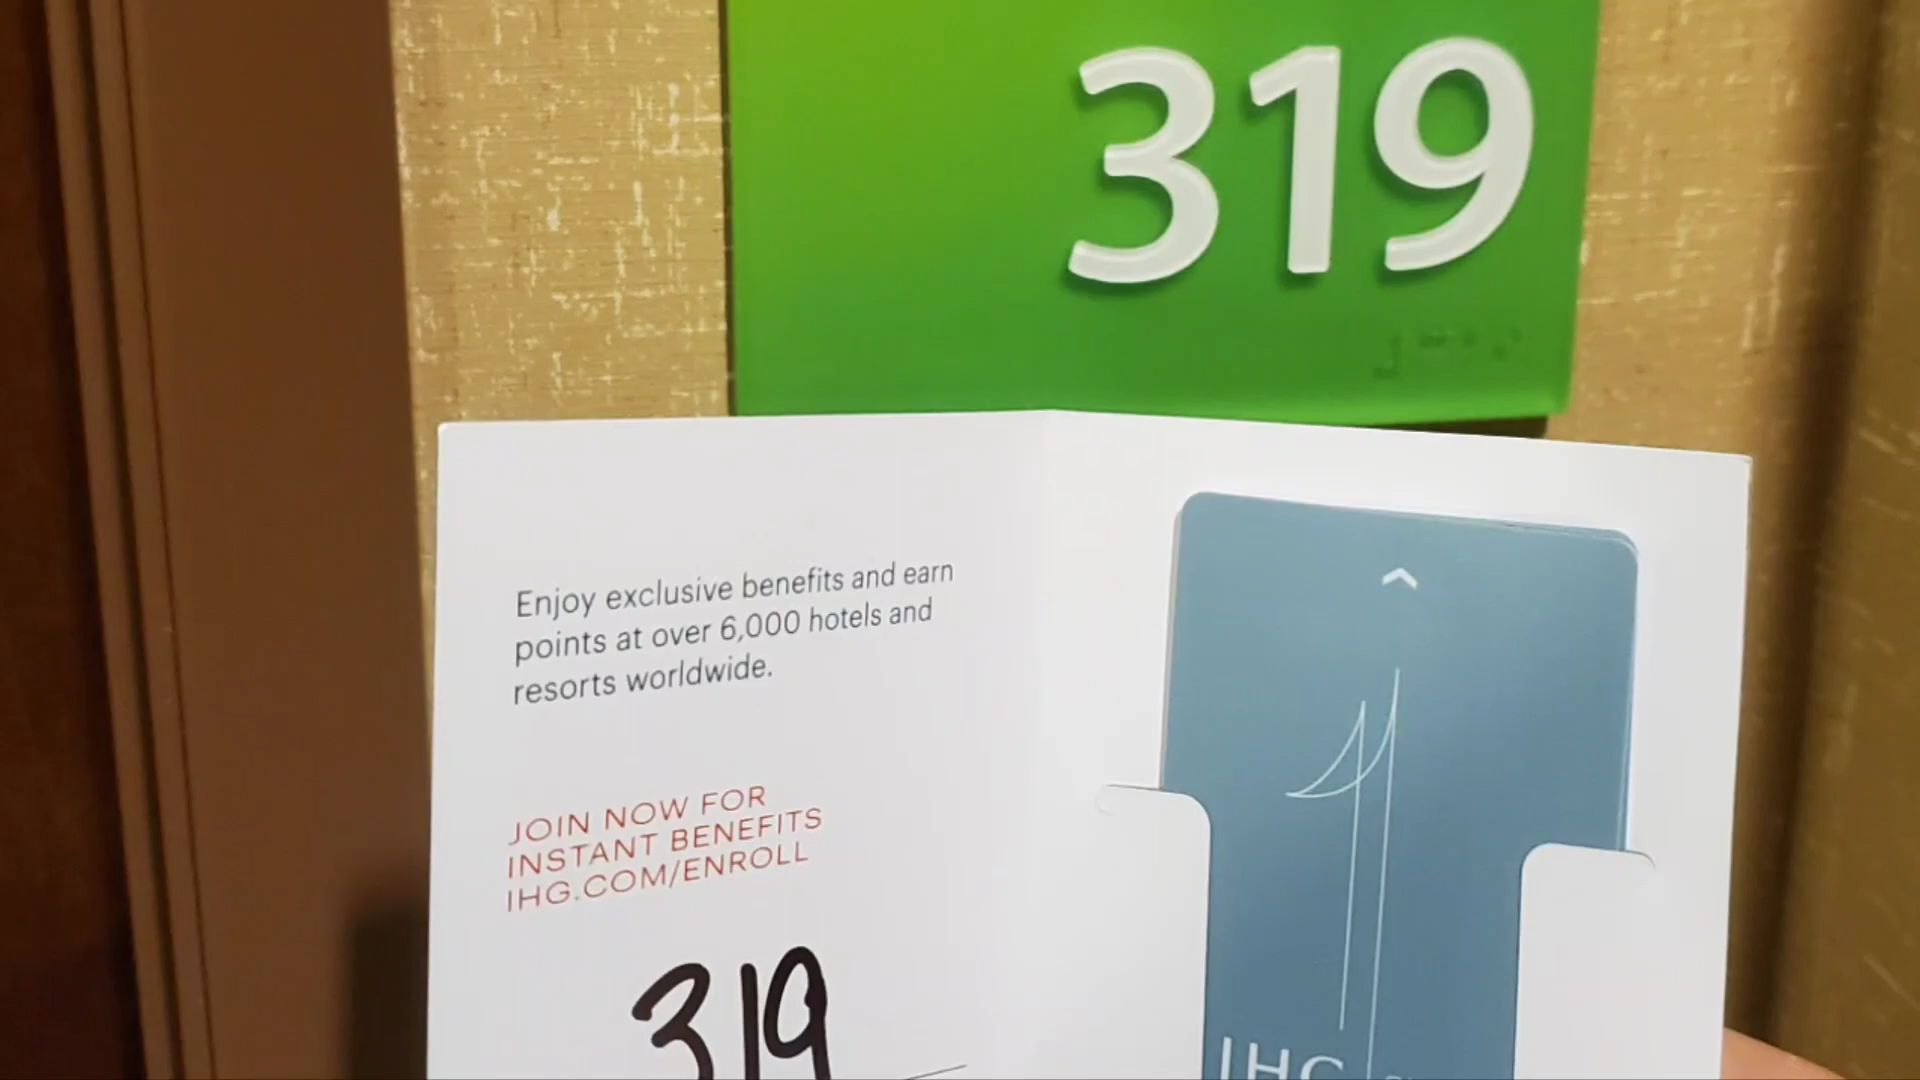 319
Enjoy exclusive benefits and earn
points at over 6,000 hotels and
resorts worldwide.
JOIN NOW FOR
INSTANT BENEFITS
IHG.COM/ENROLL
319
IHG